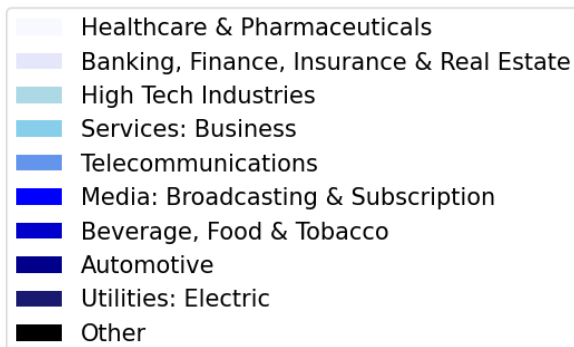 Healthcare & Pharmaceuticals
Banking, Finance, Insurance & Real Estate
High Tech Industries
Services: Business
Telecommunications
Media: Broadcasting & Subscription
Beverage, Food & Tobacco
Automotive
Utilities: Electric
Other